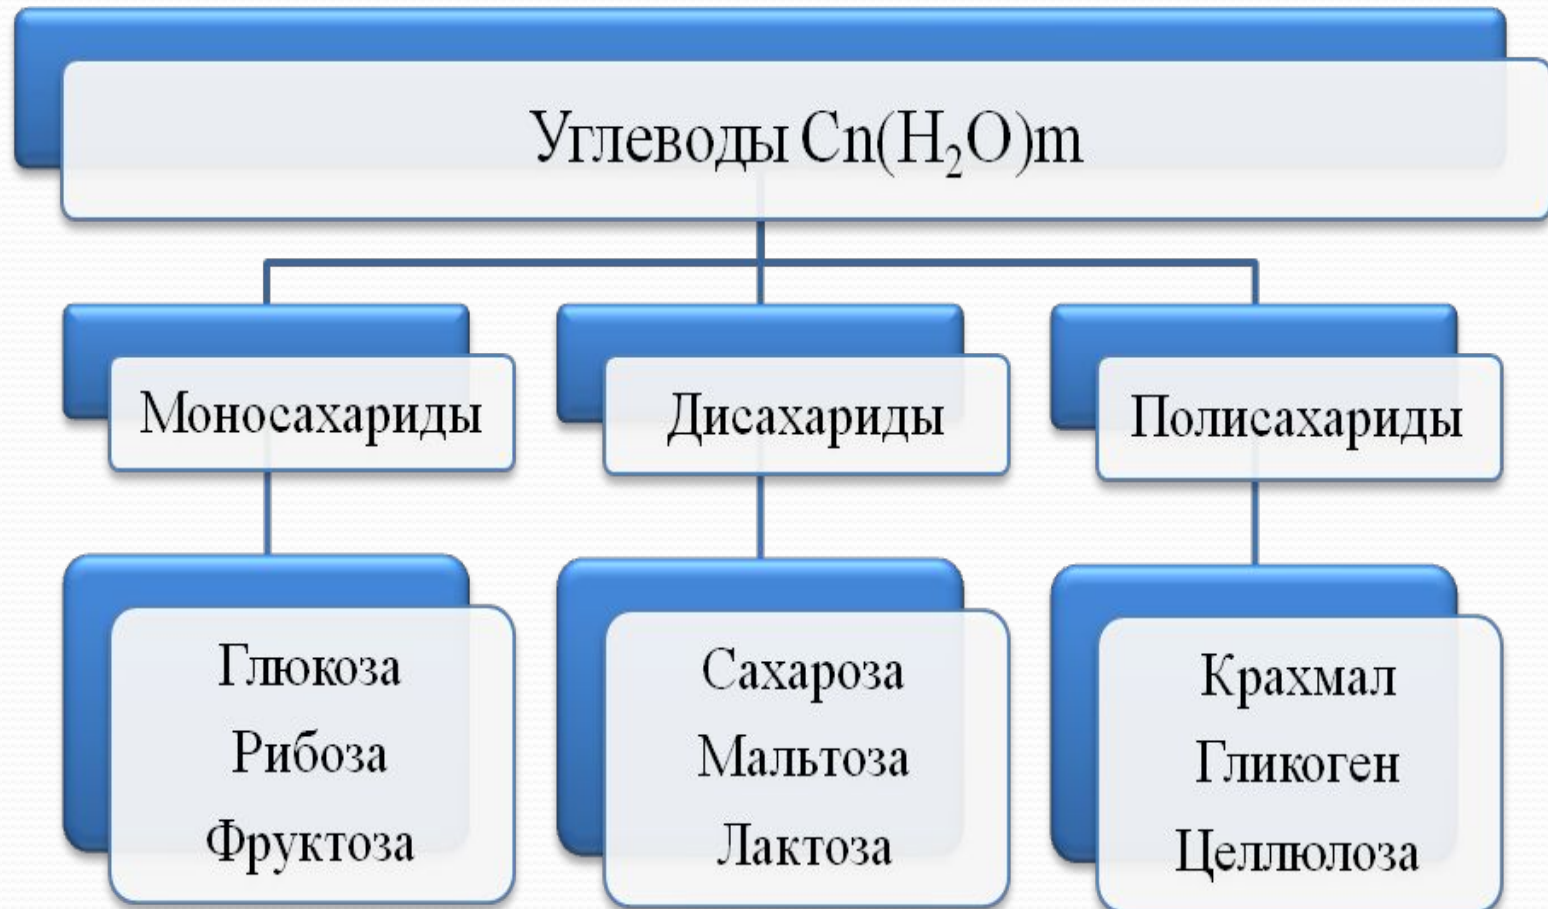 Углеводы Cn(H₂O)m
Моносахариды
Дисахариды
Полисахариды
Глюкоза
Рибоза
Фруктоза
Сахароза
Мальтоза
Лактоза
Крахмал
Гликоген
Целлюлоза